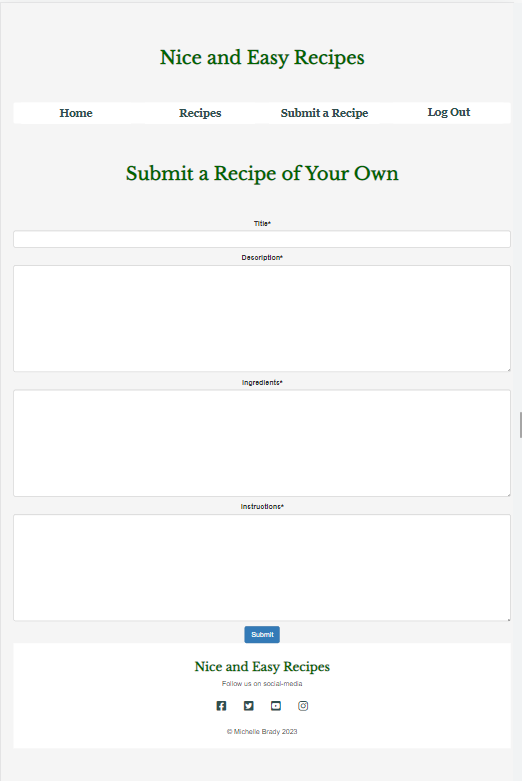 Nice and Easy Recipes
Home Recipes Submit a Recipe Log Out
Submit a Recipe of Your Own
Title*
Description*
Ingredients*
Instructions*
Submit
Nice and Easy Recipes
Follow us on social-media
© Michelle Brady 2023